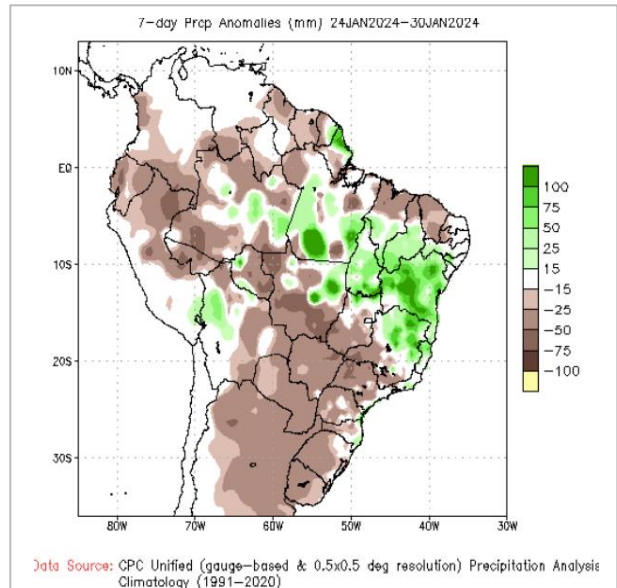 7-day Prcp Anomalies (mm) 24JAN2024-30JAN2024
10N
EQ
10S
20S
30S
80W 70W 60W 50W 40W 30W
100
75
50
25
15
-15
-25
-50
-75
-100
Data Source: CPC Unified (gauge-based & 0.5x0.5 deg resolution) Precipitation Analysis
Climatology (1991-2020)